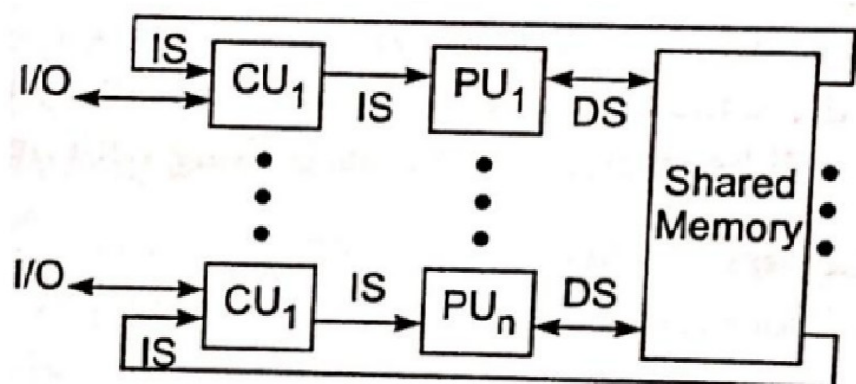 IS
I/O
CU₁
IS
PU₁
DS
Shared
Memory
I/O
CU₁
IS
PUₙ
DS
IS